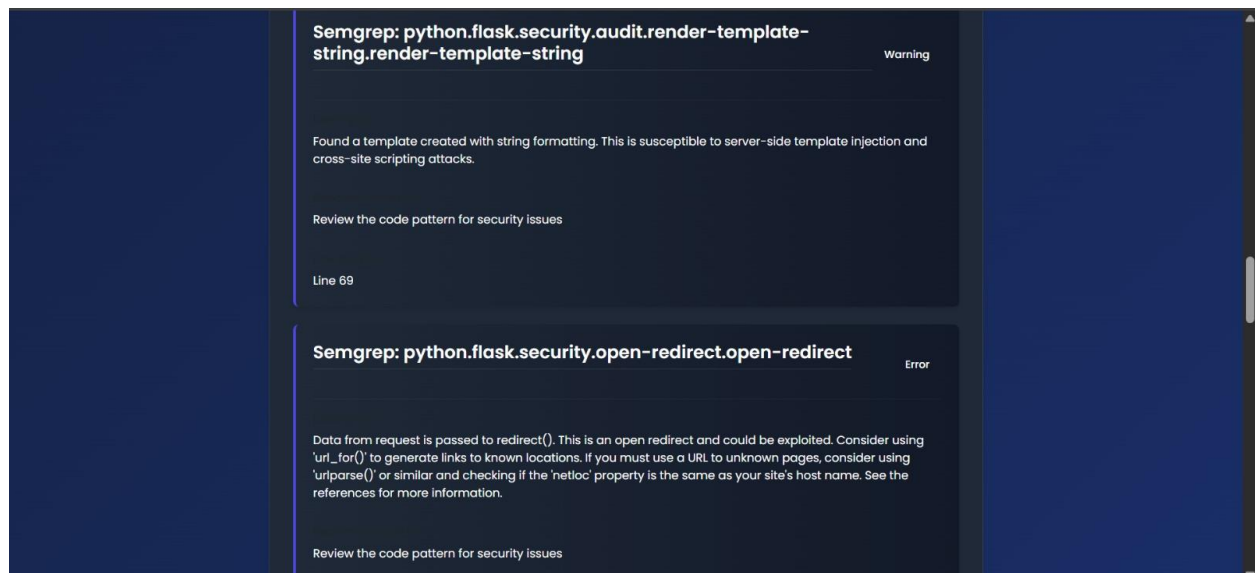 Semgrep: python.flask.security.audit.render-template-
string.render-template-string
Warning
Found a template created with string formatting. This is susceptible to server-side template injection and
cross-site scripting attacks.
Review the code pattern for security issues
Line 69
Semgrep: python.flask.security.open-redirect.open-redirect
Error
Data from request is passed to redirect(). This is an open redirect and could be exploited. Consider using
'url_for()' to generate links to known locations. If you must use a URL to unknown pages, consider using
'urlparse()' or similar and checking if the 'netloc' property is the same as your site's host name. See the
references for more information.
Review the code pattern for security issues